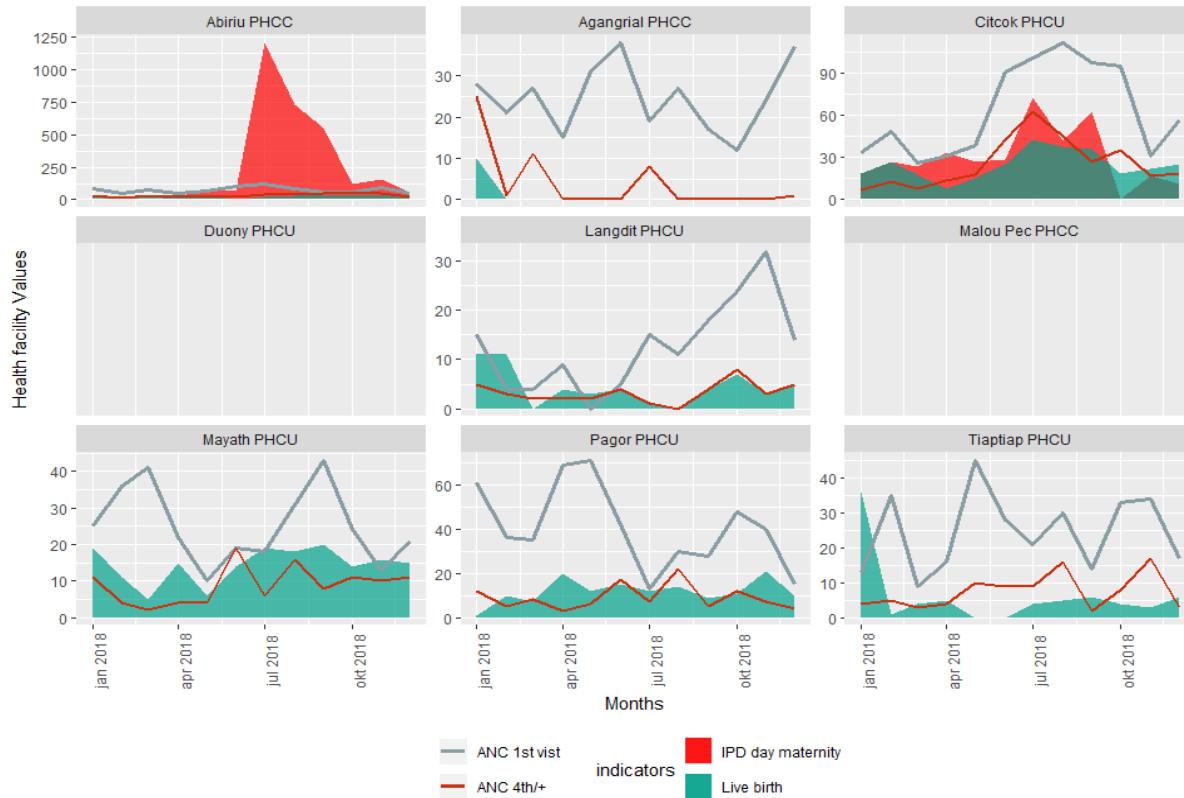 Abiriu PHCC
Agangrial PHCC
Citcok PHCU
1250
1000
750
500
250
0
30
20
10
0
90
60
30
0
Duony PHCU
Langdit PHCU
Malou Pec PHCC
30
20
10
0
Health facility Values
Mayath PHCU
Pagor PHCU
Tiaptiap PHCU
40
30
20
10
0
60
40
20
0
40
30
20
10
0
jan 2018
apr 2018
jul 2018
okt 2018
jan 2018
apr 2018
jul 2018
okt 2018
jan 2018
apr 2018
jul 2018
okt 2018
Months
indicators
ANC 1st vist
ANC 4th/+
IPD day maternity
Live birth